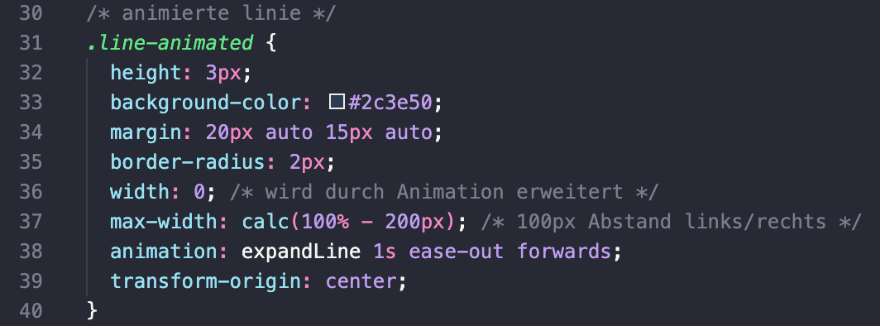 30 /* animierte linie */
31 .line-animated {
32 height: 3px;
33 background-color: #2c3e50;
34 margin: 20px auto 15px auto;
35 border-radius: 2px;
36 width: 0; /* wird durch Animation erweitert */
37 max-width: calc(100% - 200px); /* 100px Abstand links/rechts */
38 animation: expandLine 1s ease-out forwards;
39 transform-origin: center;
40 }